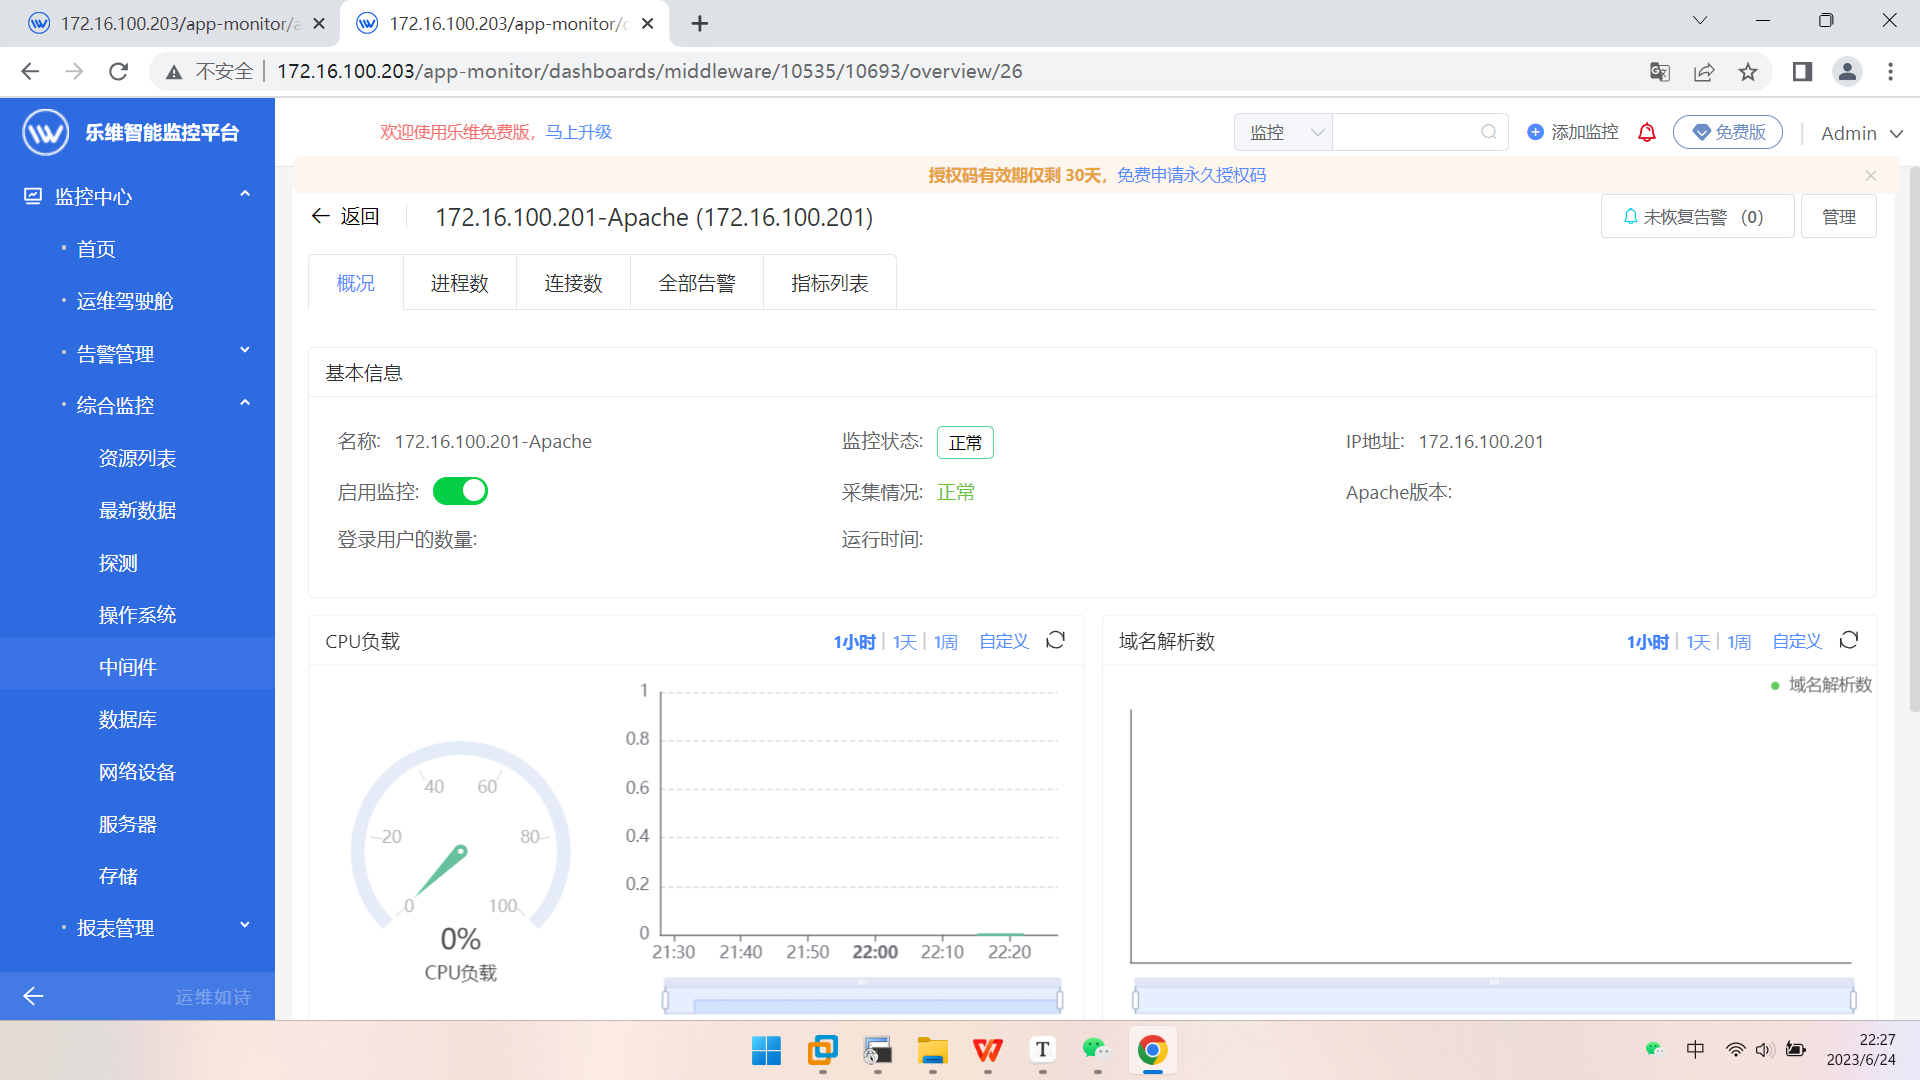 172.16.100.203/app-monitor/a
172.16.100.203/app-monitor/
不安全
172.16.100.203/app-monitor/dashboards/middleware/10535/10693/overview/26
乐维智能监控平台
欢迎使用乐维免费版，马上升级
监控
添加监控
免费版
Admin
授权码有效期仅剩 30天，免费申请永久授权码
监控中心
首页
运维驾驶舱
告警管理
综合监控
资源列表
最新数据
探测
操作系统
中间件
数据库
网络设备
服务器
存储
报表管理
运维如诗
返回
172.16.100.201-Apache (172.16.100.201)
未恢复告警 (0)
管理
概况
进程数
连接数
全部告警
指标列表
基本信息
名称: 172.16.100.201-Apache
监控状态: 正常
IP地址: 172.16.100.201
启用监控:
采集情况: 正常
Apache版本:
登录用户的数量:
运行时间:
CPU负载
1小时 1天 1周 自定义
0
20
40
60
80
100
0%
CPU负载
1
0.8
0.6
0.4
0.2
0
21:30 21:40 21:50 22:00 22:10 22:20
域名解析数
1小时 1天 1周 自定义
域名解析数
T
中
22:27
2023/6/24